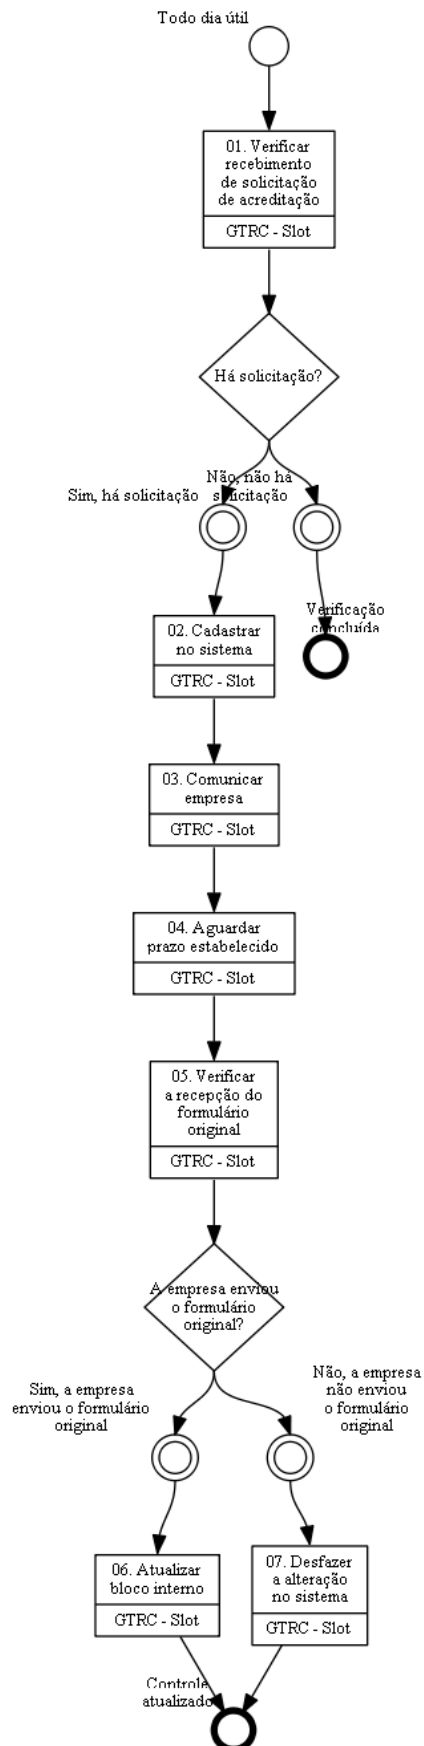 Todo dia útil
01. Verificar
recebimento
de solicitação
de acreditação
GTRC - Slot
Há solicitação?
Sim, há solicitação
Não, não há
solicitação
Verificação
concluída
02. Cadastrar
no sistema
GTRC - Slot
03. Comunicar
empresa
GTRC - Slot
04. Aguardar
prazo estabelecido
GTRC - Slot
05. Verificar
a recepção do
formulário
original
GTRC - Slot
A empresa enviou
o formulário
original?
Sim, a empresa
enviou o formulário
original
Não, a empresa
não enviou
o formulário
original
06. Atualizar
bloco interno
GTRC - Slot
07. Desfazer
a alteração
no sistema
GTRC - Slot
Controle
atualizado